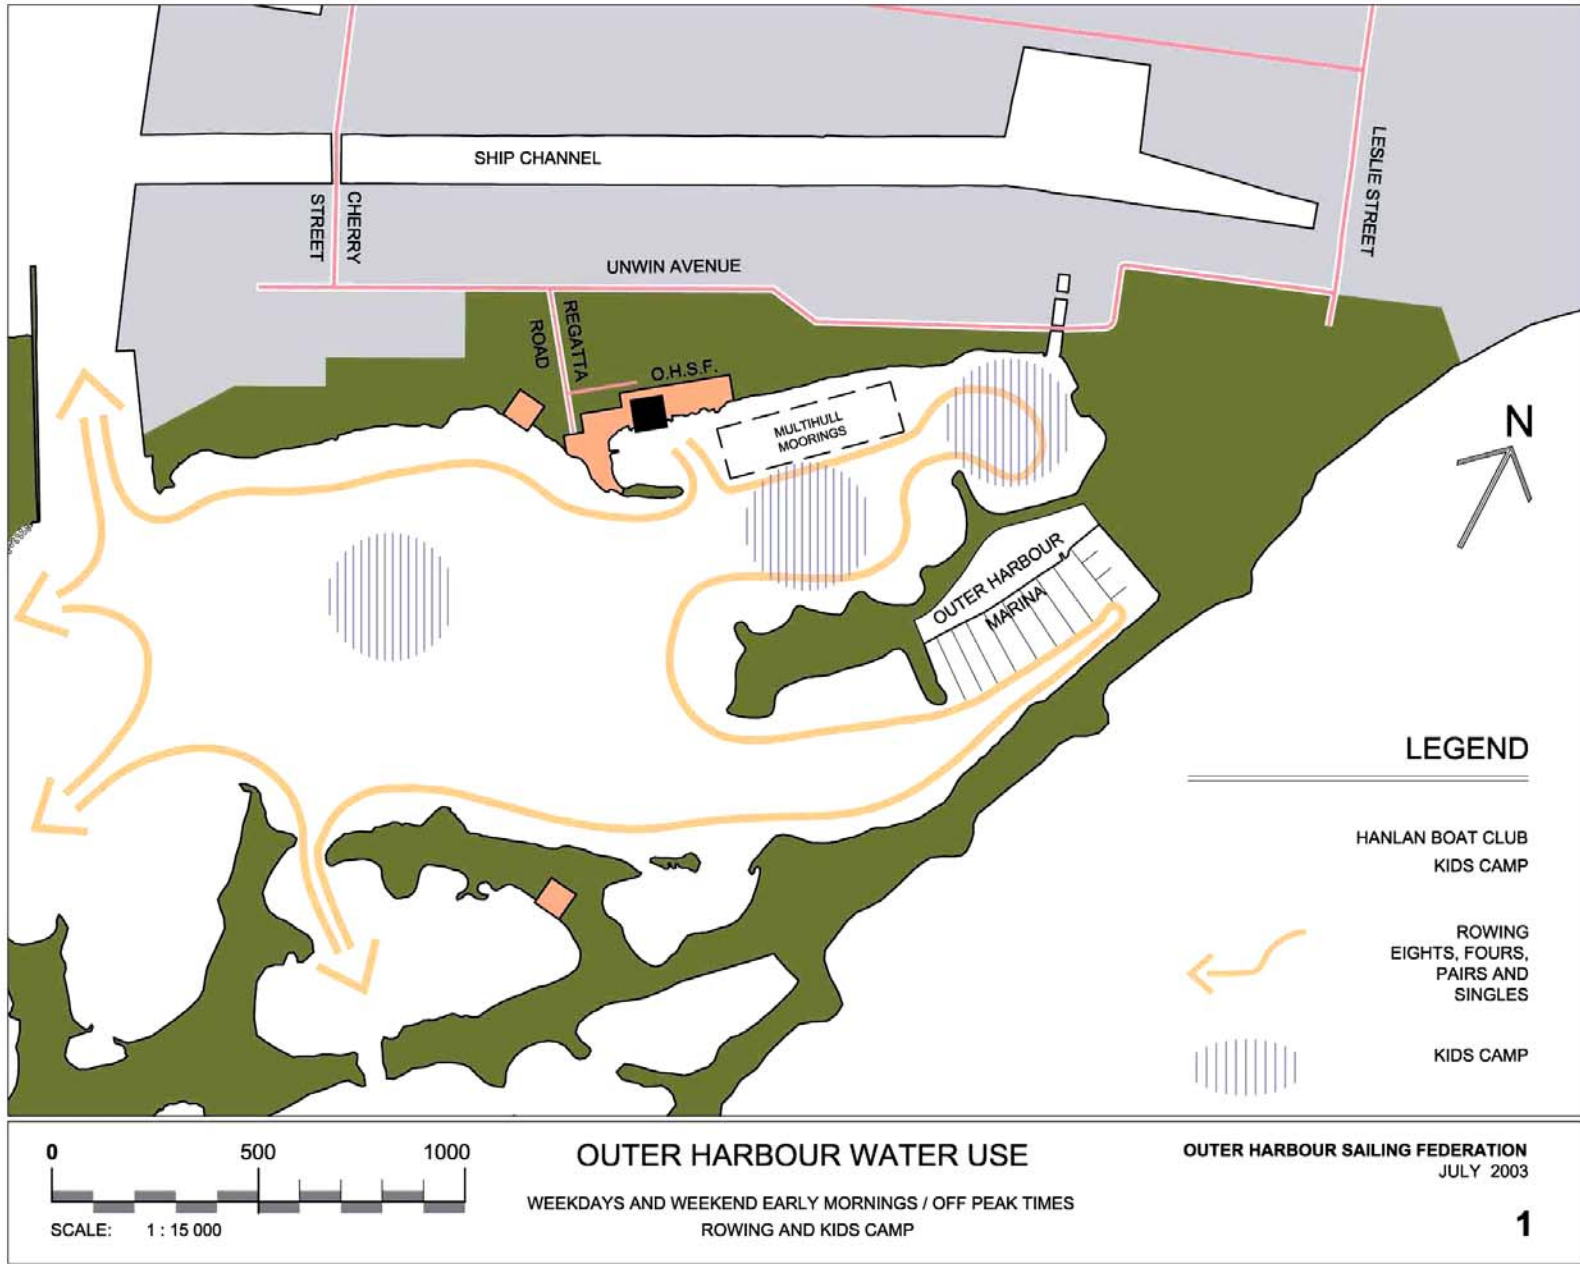 SHIP CHANNEL
CHERRY
STREET
LESLIE STREET
UNWIN AVENUE
REGATTA
ROAD
O.H.S.F.
MULTIHULL
MOORINGS
N
OUTER HARBOUR
MARINA
LEGEND
HANLAN BOAT CLUB
KIDS CAMP
ROWING
EIGHTS, FOURS,
PAIRS AND
SINGLES
KIDS CAMP
0 500 1000
SCALE: 1 : 15 000
OUTER HARBOUR WATER USE
WEEKDAYS AND WEEKEND EARLY MORNINGS / OFF PEAK TIMES
ROWING AND KIDS CAMP
OUTER HARBOUR SAILING FEDERATION
JULY 2003
1